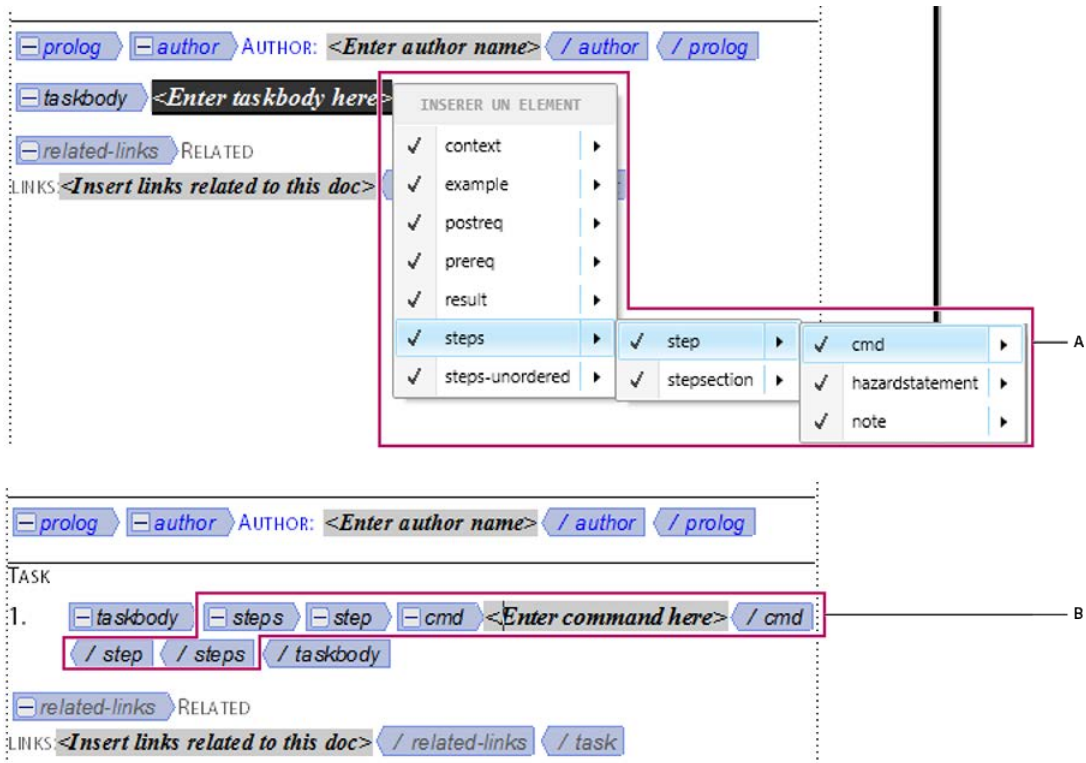 prolog author AUTHOR: <Enter author name> / author / prolog
taskbody <Enter taskbody here>
INSERER UN ELEMENT
related-links RELATED
LINKS:<Insert links related to this doc>
context
example
postreq
prereq
result
steps
steps-unordered
step
stepsection
cmd
hazardstatement
note
A
prolog author AUTHOR: <Enter author name> / author / prolog
TASK
1. taskbody steps step cmd <Enter command here> / cmd
B
/ step / steps / taskbody
related-links RELATED
LINKS:<Insert links related to this doc> / related-links / task